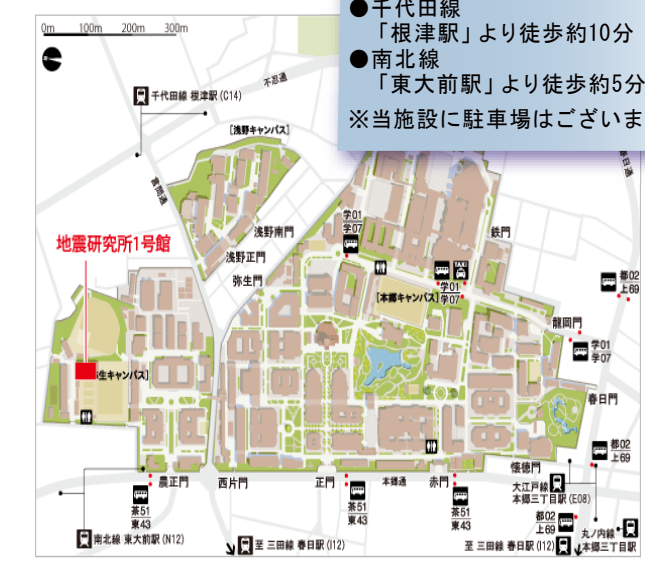 ●千代田線
「根津駅」より徒歩約10分
●南北線
「東大前駅」より徒歩約5分
※当施設に駐車場はございま
0m 100m 200m 300m
不忍通
千代田線 根津駅 (C14)
[浅野キャンパス]
言問通
春日通
浅野南門
浅野正門
弥生門
学01
学07
鉄門
地震研究所1号館
TAXI
学01
学07
[本郷キャンパス]
都02
上69
龍岡門
学01
学07
生キャンパス]
春日門
都02
上69
農正門
西片門
正門
本郷通
赤門
懐徳門
大江戸線
本郷三丁目駅 (E08)
茶51
東43
茶51
東43
茶51
東43
都02
上69
南北線 東大前駅 (N12)
至 三田線 春日駅 (I12)
至 三田線 春日駅 (I12)
丸ノ内線
本郷三丁目駅